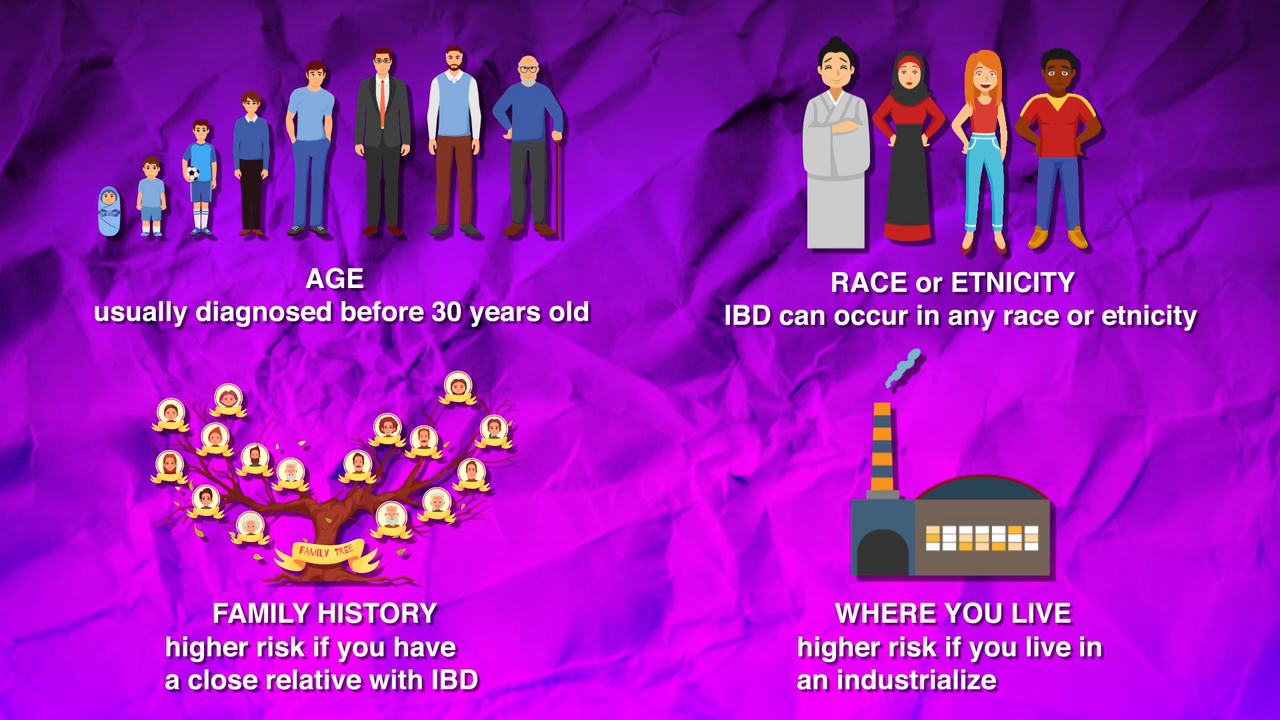 AGE
usually diagnosed before 30 years old
RACE or ETNICITY
IBD can occur in any race or etnicity
FAMILY TREE
FAMILY HISTORY
higher risk if you have
a close relative with IBD
WHERE YOU LIVE
higher risk if you live in
an industrialize